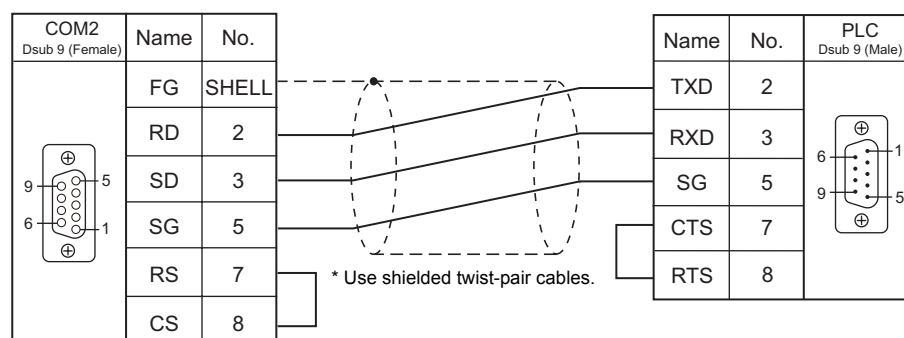 COM2
Dsub 9 (Female)
Name No.
FG SHELL
RD 2
SD 3
SG 5
RS 7
CS 8
9
5
6
1
* Use shielded twist-pair cables.
Name No.
PLC
Dsub 9 (Male)
TXD 2
RXD 3
SG 5
CTS 7
RTS 8
6
1
9
5